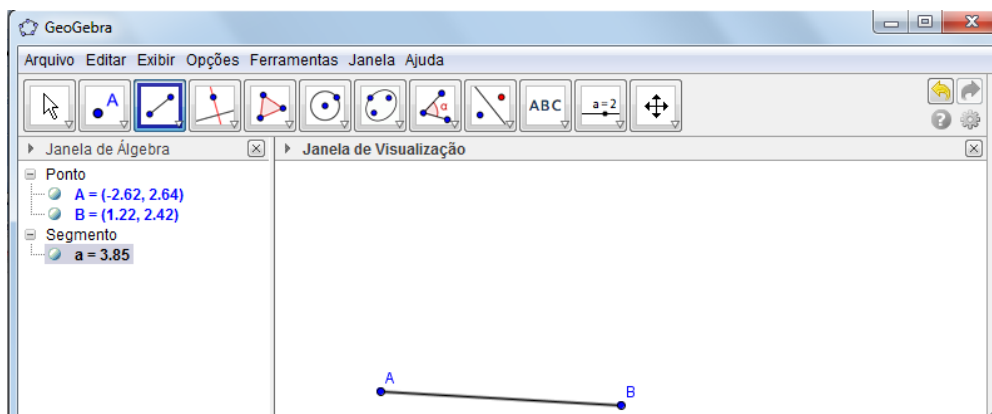 GeoGebra
Arquivo Editar Exibir Opções Ferramentas Janela Ajuda
A α ABC a=2
Janela de Álgebra
Janela de Visualização
Ponto
A = (-2.62, 2.64)
B = (1.22, 2.42)
Segmento
a = 3.85
A
B